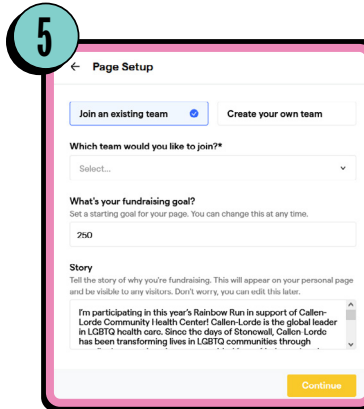 5
← Page Setup
Join an existing team
Create your own team
Which team would you like to join?*
Select...
What's your fundraising goal?
Set a starting goal for your page. You can change this at any time.
250
Story
Tell the story of why you're fundraising. This will appear on your personal page
and be visible to any visitors. Don't worry, you can edit this later.
I'm participating in this year's Rainbow Run in support of Callen-
Lorde Community Health Center! Callen-Lorde is the global leader
in LGBTQ health care. Since the days of Stonewall, Callen-Lorde
has been transforming lives in LGBTQ communities through
Continue